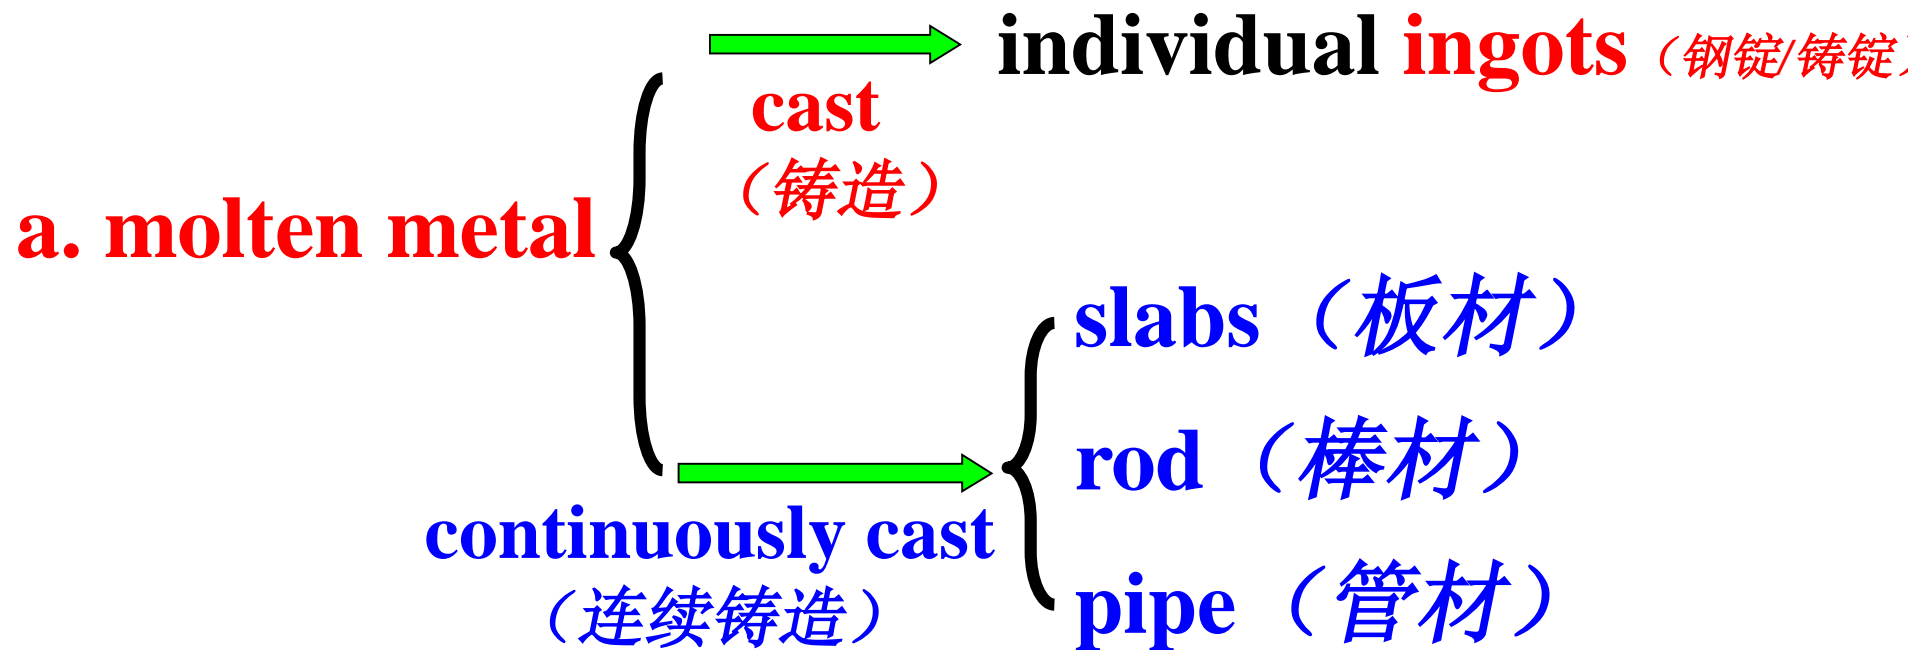 individual ingots（钢锭/铸锭）
cast
（铸造）
a. molten metal
slabs（板材）
rod（棒材）
continuously cast
（连续铸造）
pipe（管材）